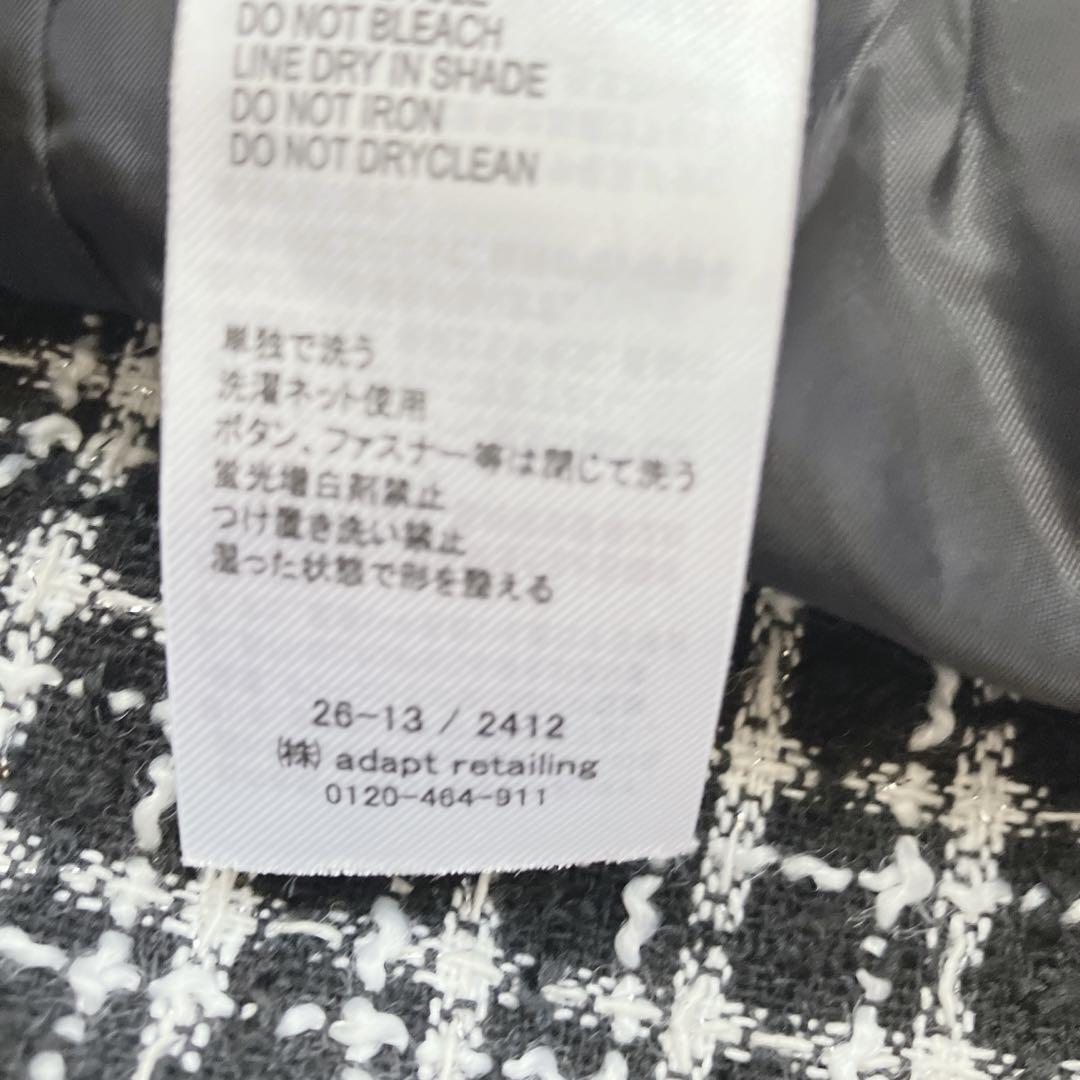 DO NOT BLEACH
LINE DRY IN SHADE
DO NOT IRON
DO NOT DRYCLEAN
単独で洗う
洗濯ネット使用
ボタン、ファスナー等は閉じて洗う
蛍光増白剤禁止
つけ置き洗い禁止
湿った状態で形を整える
26-13 / 2412
㈱ adapt retailing
0120-464-911